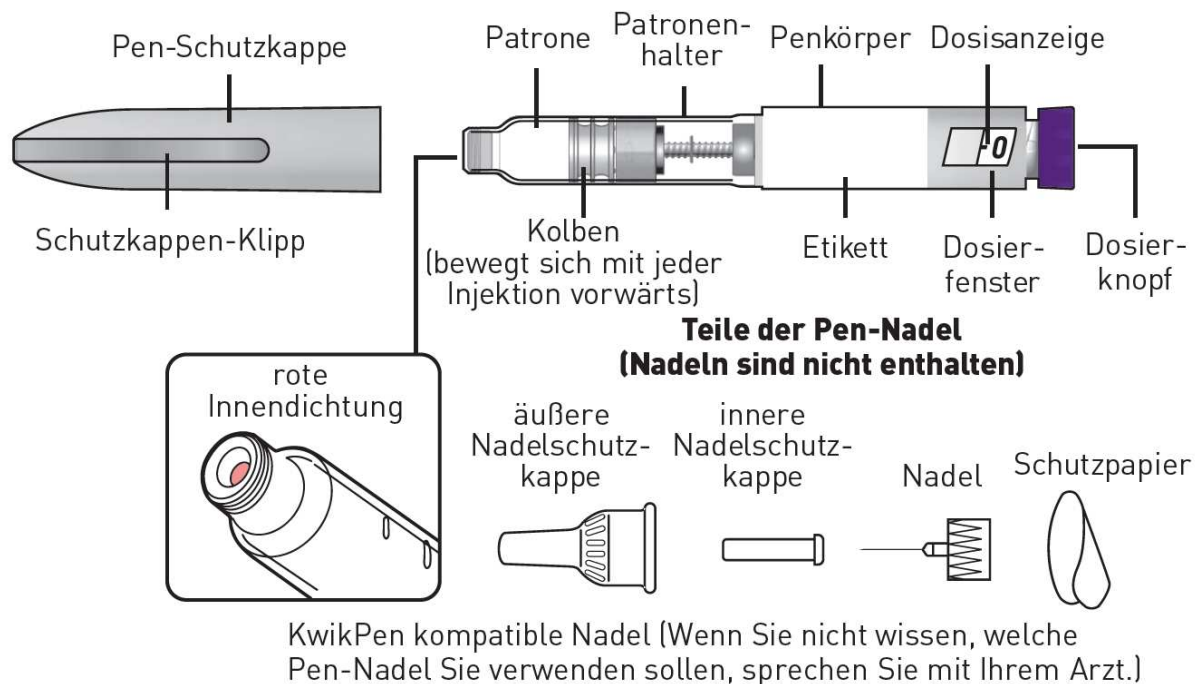 Pen-Schutzkappe
Schutzkappen-Klipp
Patrone
Patronen-
halter
Penkörper
Dosisanzeige
-0
Kolben
(bewegt sich mit jeder
Injektion vorwärts)
Etikett
Dosier-
fenster
Dosier-
knopf
rote
Innendichtung
Teile der Pen-Nadel
(Nadeln sind nicht enthalten)
äußere
Nadelschutz-
kappe
innere
Nadelschutz-
kappe
Nadel
Schutzpapier
KwikPen kompatible Nadel (Wenn Sie nicht wissen, welche
Pen-Nadel Sie verwenden sollen, sprechen Sie mit Ihrem Arzt.)